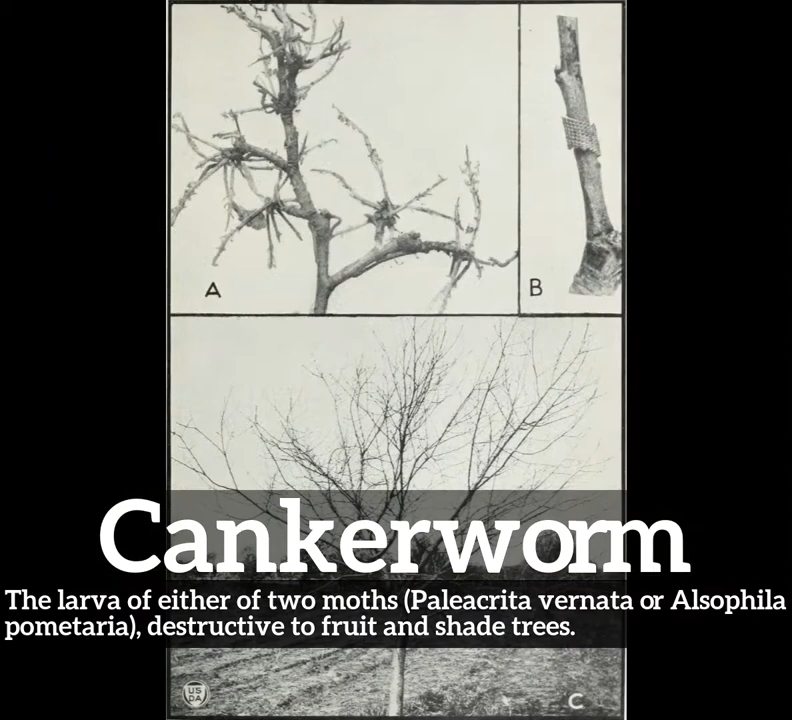 A
B
Cankerworm
The larva of either of two moths (Paleacrita vernata or Alsophila
pometaria), destructive to fruit and shade trees.
US
DA
C